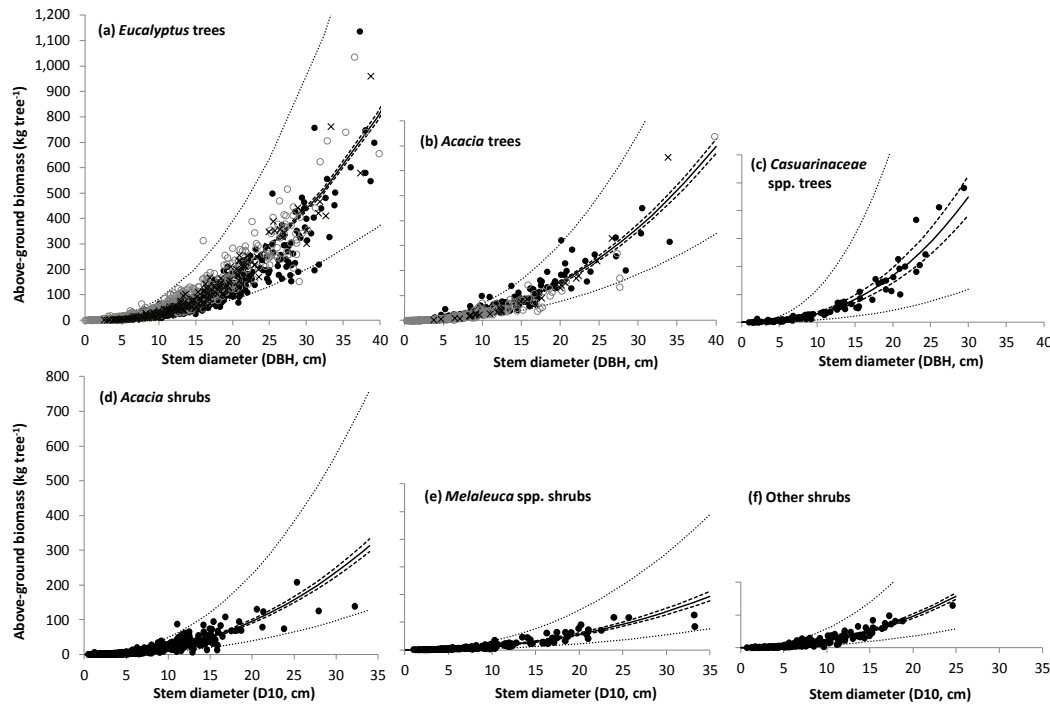 (a) Eucalyptus trees
Above-ground biomass (kg tree⁻¹)
1,200
1,100
1,000
900
800
700
600
500
400
300
200
100
0
0 5 10 15 20 25 30 35 40
Stem diameter (DBH, cm)
(b) Acacia trees
0 5 10 15 20 25 30 35 40
Stem diameter (DBH, cm)
(c) Casuarinaceae
spp. trees
0 5 10 15 20 25 30 35 40
Stem diameter (DBH, cm)
(d) Acacia shrubs
Above-ground biomass (kg tree⁻¹)
800
700
600
500
400
300
200
100
0
0 5 10 15 20 25 30 35
Stem diameter (D10, cm)
(e) Melaleuca spp. shrubs
0 5 10 15 20 25 30 35
Stem diameter (D10, cm)
(f) Other shrubs
0 5 10 15 20 25 30 35
Stem diameter (D10, cm)